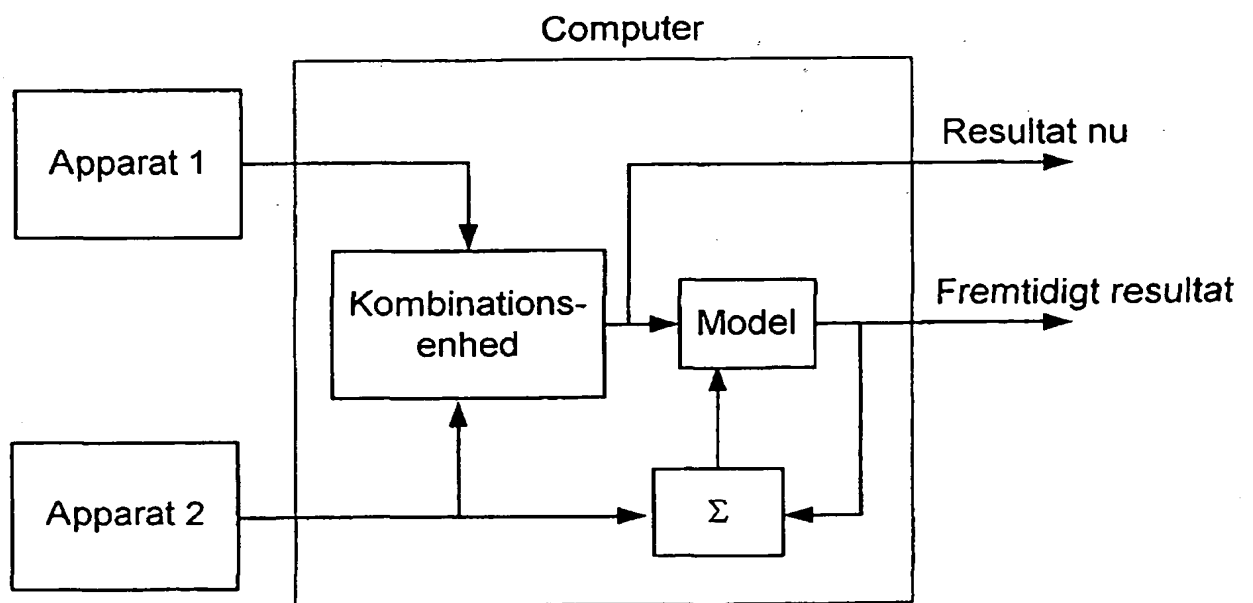 Computer
Apparat 1
Resultat nu
Kombinations-
enhed
Model
Fremtidigt resultat
Apparat 2
Σ